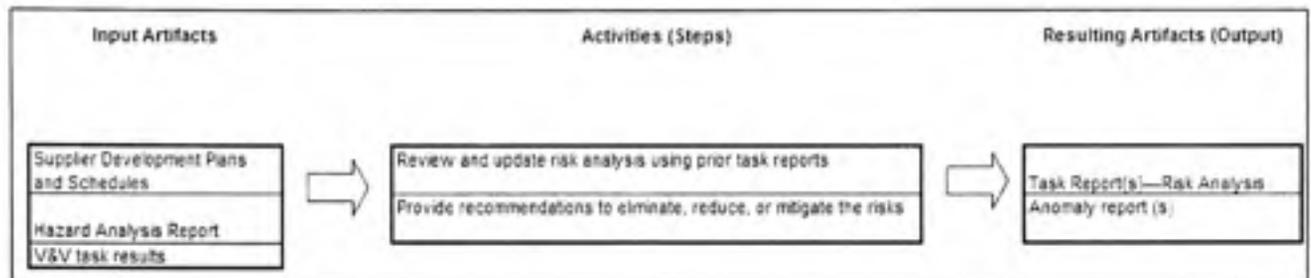 Input Artifacts
Activities (Steps)
Resulting Artifacts (Output)
Supplier Development Plans
and Schedules
Hazard Analysis Report
V&V task results
Review and update risk analysis using prior task reports
Provide recommendations to eliminate, reduce, or mitigate the risks
Task Report(s)—Risk Analysis
Anomaly report (s)